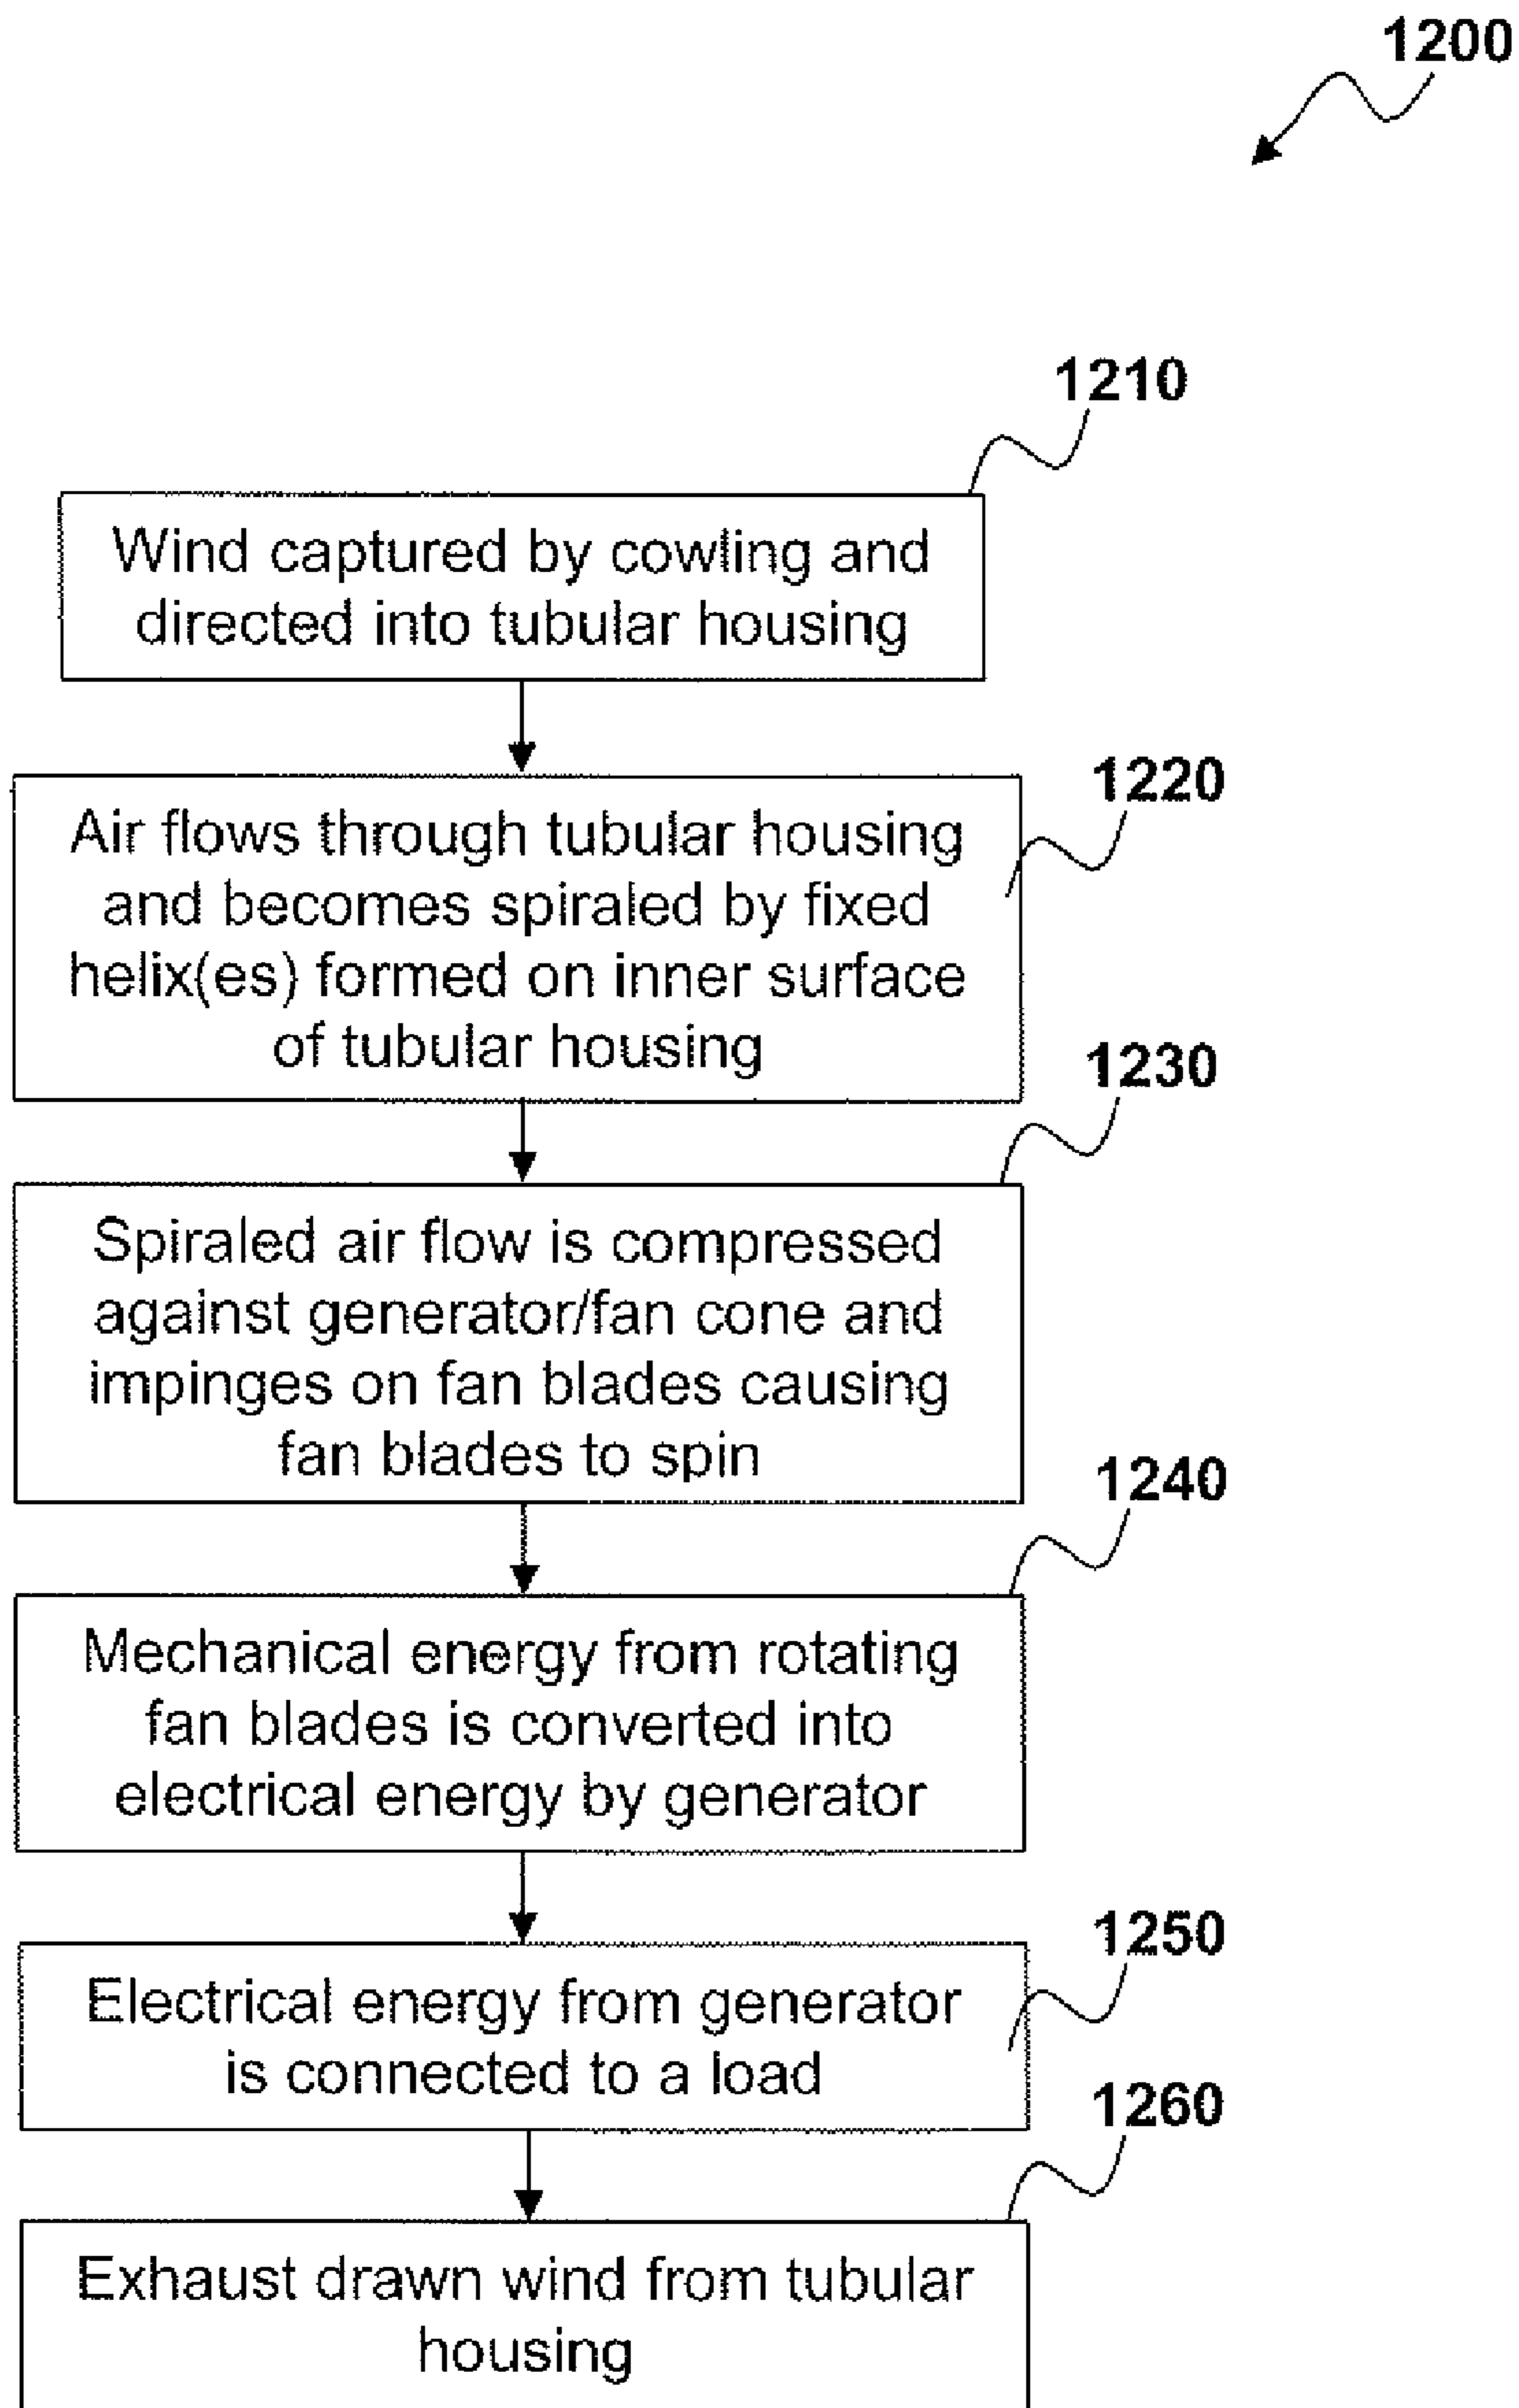 1200
1210
Wind captured by cowling and
directed into tubular housing
1220
Air flows through tubular housing
and becomes spiraled by fixed
helix(es) formed on inner surface
of tubular housing
1230
Spiraled air flow is compressed
against generator/fan cone and
impinges on fan blades causing
fan blades to spin
1240
Mechanical energy from rotating
fan blades is converted into
electrical energy by generator
1250
Electrical energy from generator
is connected to a load
1260
Exhaust drawn wind from tubular
housing